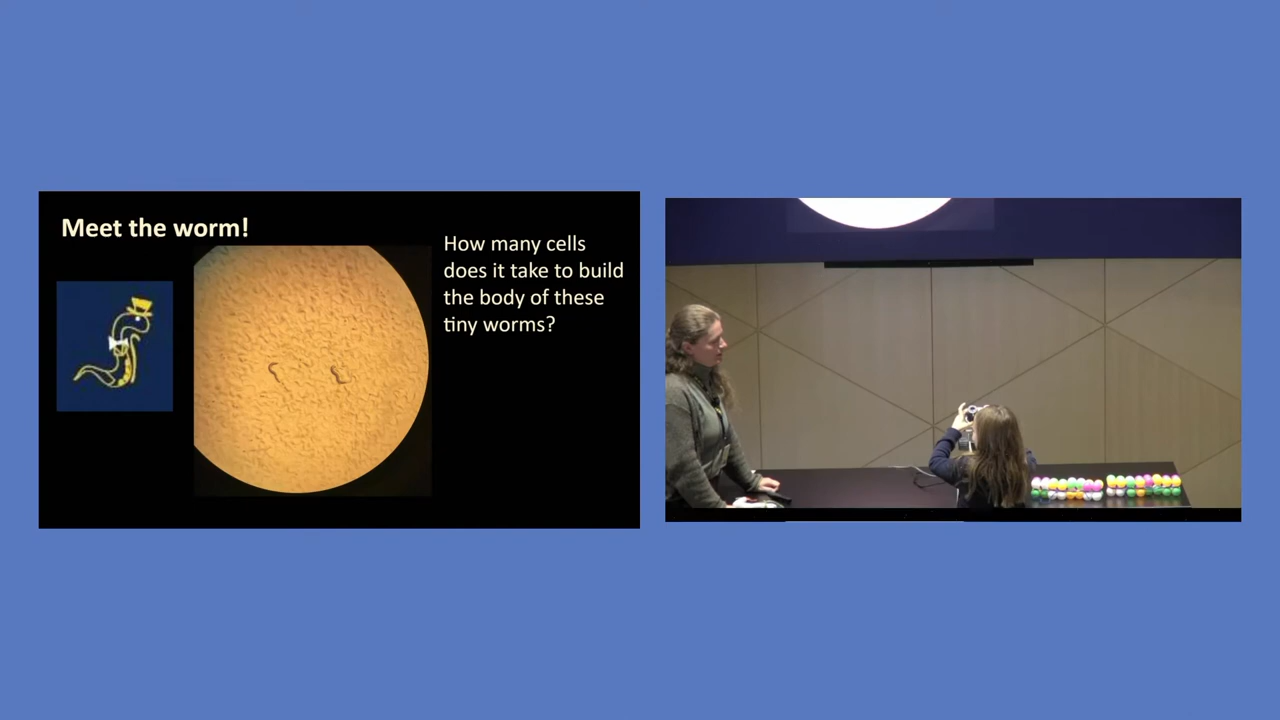 Meet the worm!
How many cells
does it take to build
the body of these
tiny worms?